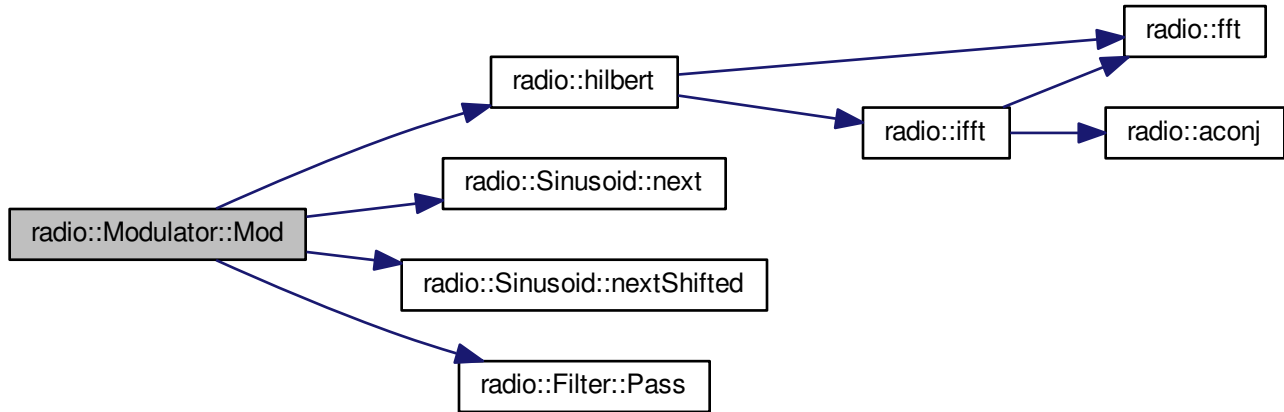 radio::fft
radio::hilbert
radio::ifft
radio::aconj
radio::Sinusoid::next
radio::Modulator::Mod
radio::Sinusoid::nextShifted
radio::Filter::Pass